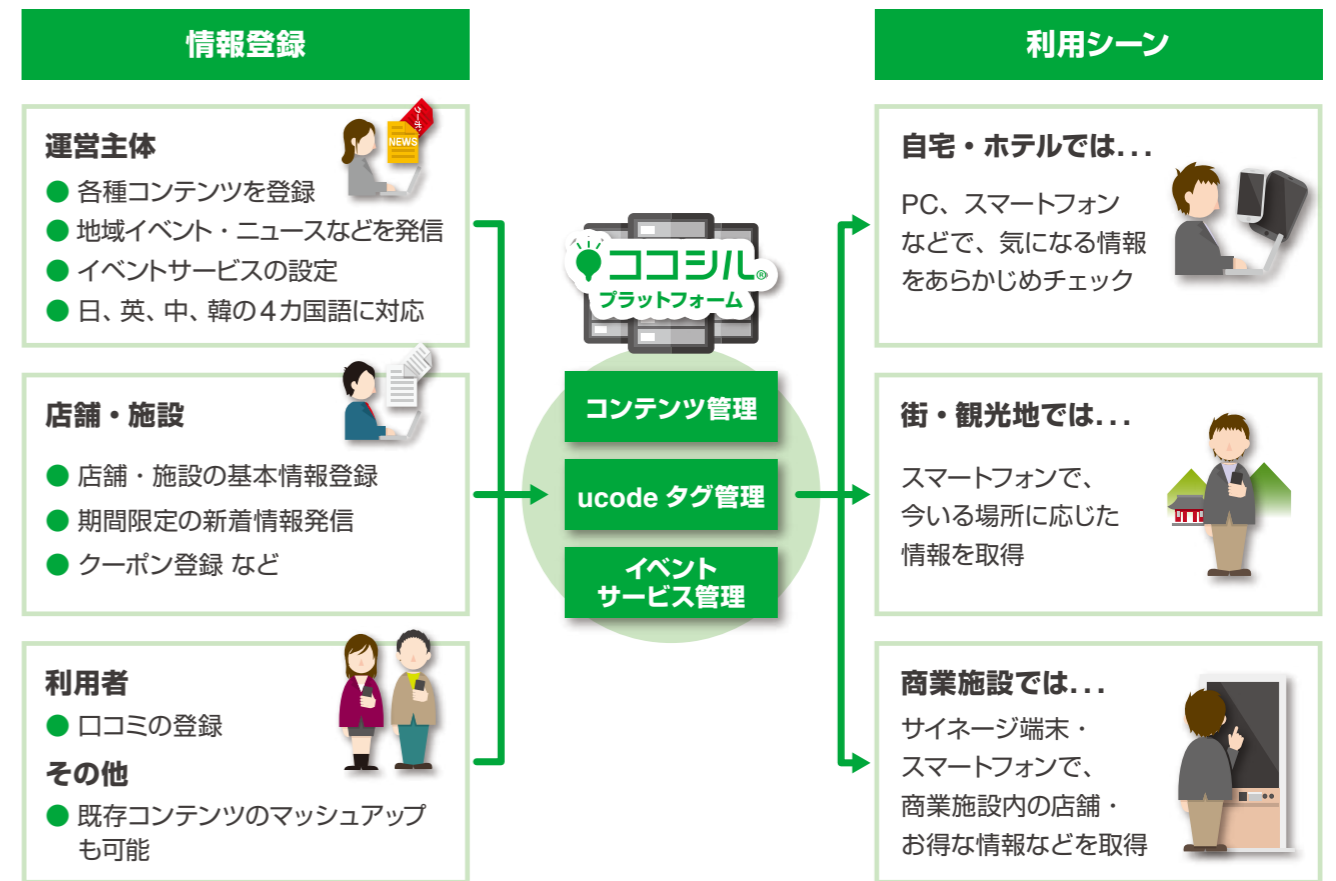 情報登録
運営主体
クーポン
NEWS
● 各種コンテンツを登録
● 地域イベント・ニュースなどを発信
● イベントサービスの設定
● 日、英、中、韓の4カ国語に対応
店舗・施設
● 店舗・施設の基本情報登録
● 期間限定の新着情報発信
● クーポン登録 など
利用者
● 口コミの登録
その他
● 既存コンテンツのマッシュアップ
も可能
ココシル®
プラットフォーム
コンテンツ管理
ucode タグ管理
イベント
サービス管理
利用シーン
自宅・ホテルでは...
PC、スマートフォン
などで、気になる情報
をあらかじめチェック
街・観光地では...
スマートフォンで、
今いる場所に応じた
情報を取得
商業施設では...
サイネージ端末・
スマートフォンで、
商業施設内の店舗・
お得な情報などを取得